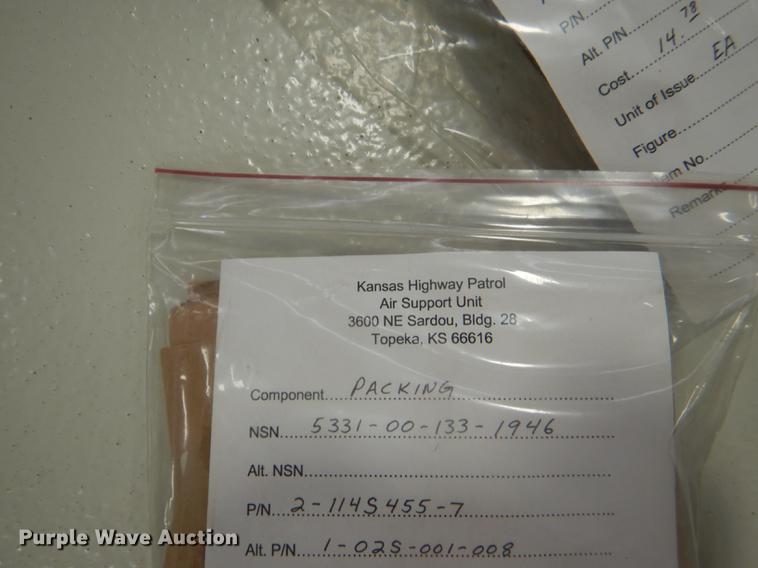 P/N
Alt. P/N
Cost 14 78
Unit of Issue EA
Figure
Item No.
Remarks
Kansas Highway Patrol
Air Support Unit
3600 NE Sardou, Bldg. 28
Topeka, KS 66616
Component PACKING
NSN 5331-00-133-1946
Alt. NSN
P/N 2-114S455-7
Alt. P/N 1-02S-001-008
Purple Wave Auction